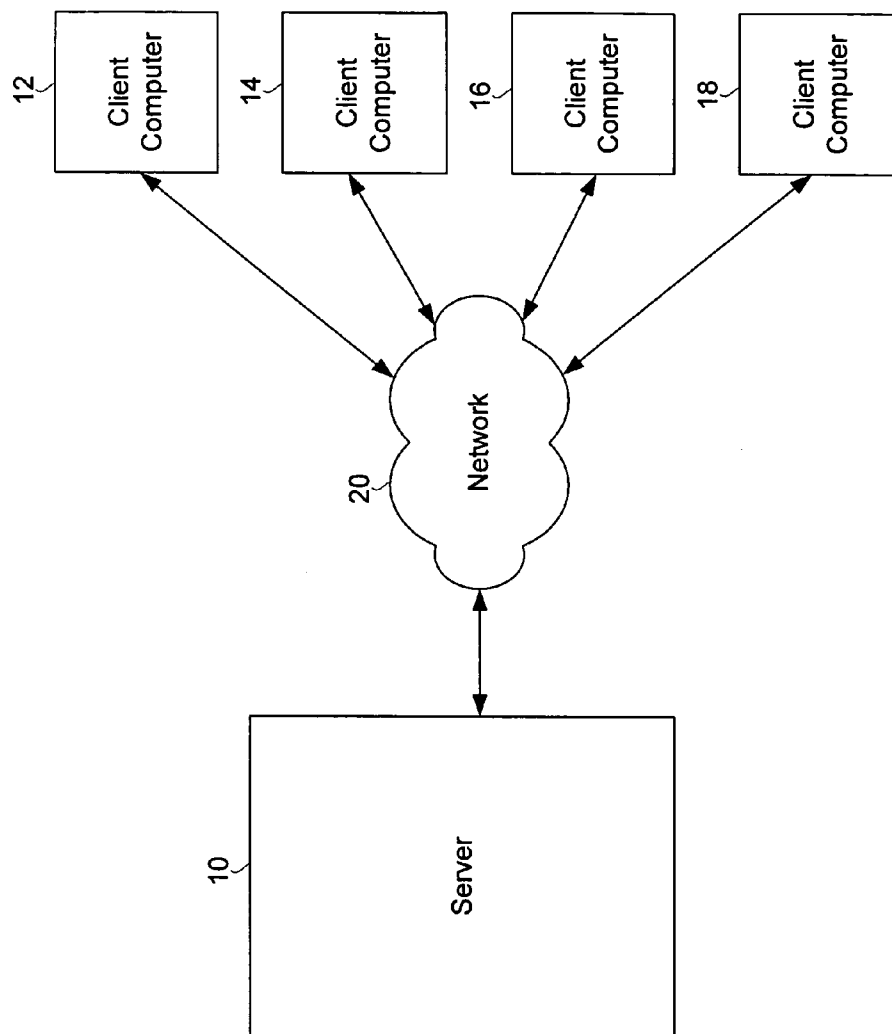 12
Client
Computer
14
Client
Computer
16
Client
Computer
18
Client
Computer
20
Network
10
Server